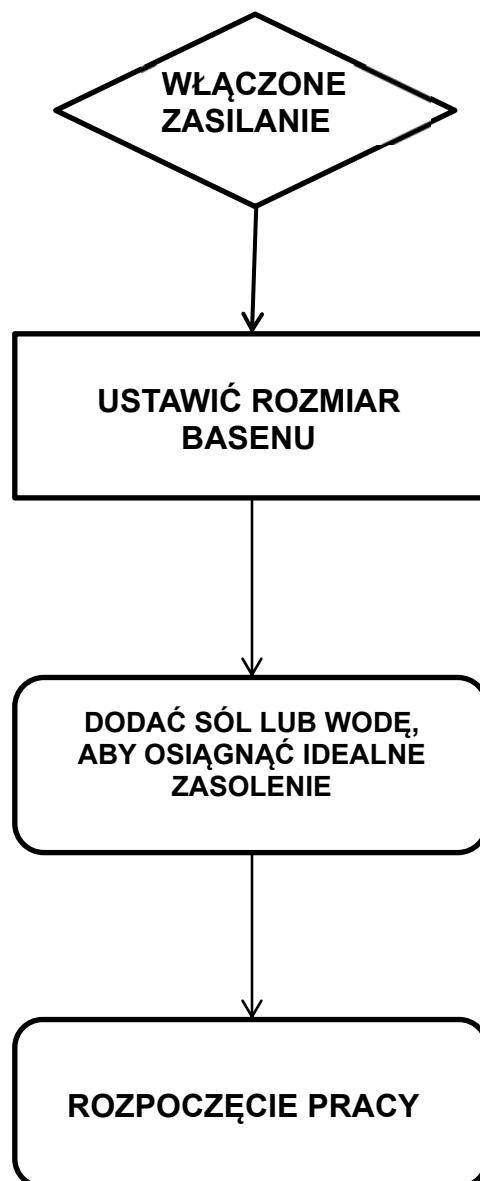 WŁĄCZONE
ZASILANIE
USTAWIĆ ROZMIAR
BASENU
DODAĆ SÓL LUB WODĘ,
ABY OSIĄGNĄĆ IDEALNE
ZASOLENIE
ROZPOCZĘCIE PRACY